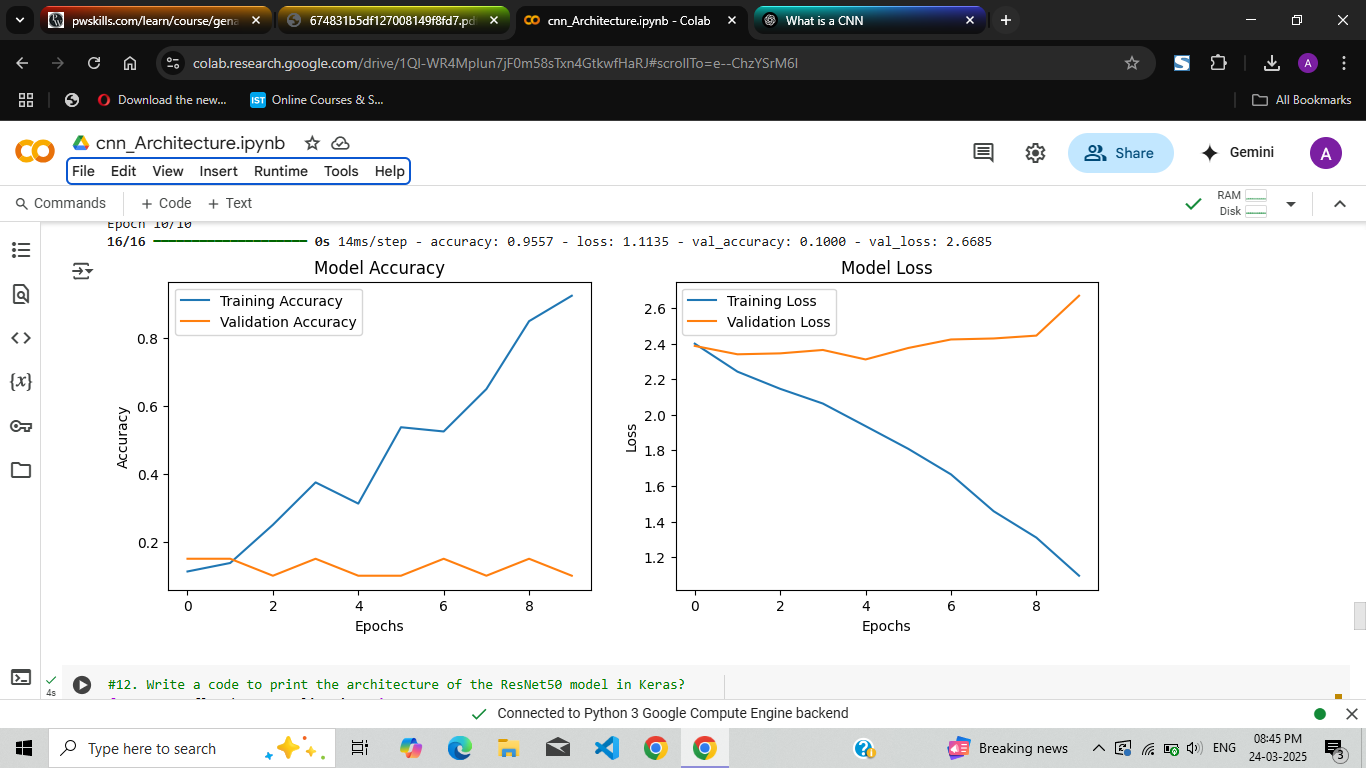 pwskills.com/learn/course/gena
674831b5df127008149f8fd7.pd
cnn_Architecture.ipynb - Colab
What is a CNN
colab.research.google.com/drive/1QI-WR4MpIun7jF0m58sTxn4GtkwfHaRJ#scrollTo=e--ChzYSrM6I
A
Download the new...
IST Online Courses & S...
All Bookmarks
cnn_Architecture.ipynb
File Edit View Insert Runtime Tools Help
Share
Gemini
A
Commands + Code + Text
RAM
Disk
Epoch 10/10
16/16 0s 14ms/step - accuracy: 0.9557 - loss: 1.1135 - val_accuracy: 0.1000 - val_loss: 2.6685
Model Accuracy
Training Accuracy
Validation Accuracy
0.8
0.6
0.4
0.2
Accuracy
0 2 4 6 8
Epochs
Model Loss
Training Loss
Validation Loss
2.6
2.4
2.2
2.0
1.8
1.6
1.4
1.2
Loss
0 2 4 6 8
Epochs
4s
#12. Write a code to print the architecture of the ResNet50 model in Keras?
Connected to Python 3 Google Compute Engine backend
Type here to search
Breaking news
ENG
08:45 PM
24-03-2025
3